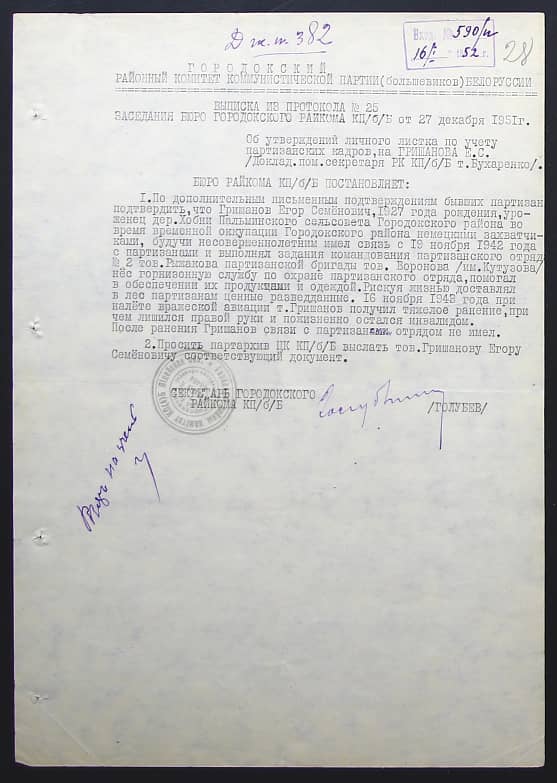 Д ж.т. 382
Вход. № 590/п
16/I 1952 г.
28
ГОРОДОКСКИЙ
РАЙОННЫЙ КОМИТЕТ КОММУНИСТИЧЕСКОЙ ПАРТИИ(большевиков)БЕЛОРУССИИ
ВЫПИСКА ИЗ ПРОТОКОЛА № 25
ЗАСЕДАНИЯ БЮРО ГОРОДОКСКОГО РАЙКОМА КП/б/Б от 27 декабря 1951г.
Об утверждений личного листка по учету
партизанских кадров,на ГРИШАНОВА Е.С.
/Доклад.пом.секретаря РК КП/б/Б т.Бухаренко/.
БЮРО РАЙКОМА КП/б/Б ПОСТАНОВЛЯЕТ:
1.По дополнительным письменным подтверждениям бывших партизан
подтвердить,что Гришанов Егор Семёнович,1927 года рождения,уро-
женец дер.Хобни Пальминского сельсовета Городокского района во
время временной оккупации Городокского района немецкими захватчи-
ками, будучи несовершеннолетним имел связь с 19 ноября 1942 года
с партизанами и выполнял задания командования партизанского отряд
№ 2 тов.Рыжакова партизанской бригады тов. Воронова /им.Кутузова/
нёс горнизонную службу по охране партизанского отряда,помогал
в обеспечении их продуктами и одеждой.Рискуя жизнью доставлял
в лес партизанам ценные разведданные. 16 ноября 1943 года при
налёте вражеской авиации т.Гришанов получил тяжелое ранение,при
чем лишился правой руки и пожизненно остался инвалидом.
После ранения Гришанов связи с партизанами отрядом не имел.
2.Просить партархив ЦК КП/б/Б выслать тов.Гришанову Егору
Семёновичу соответствующий документ.
СЕКРЕТАРЬ ГОРОДОКСКОГО
РАЙКОМА КП/б/Б /ГОЛУБЕВ/
на учет